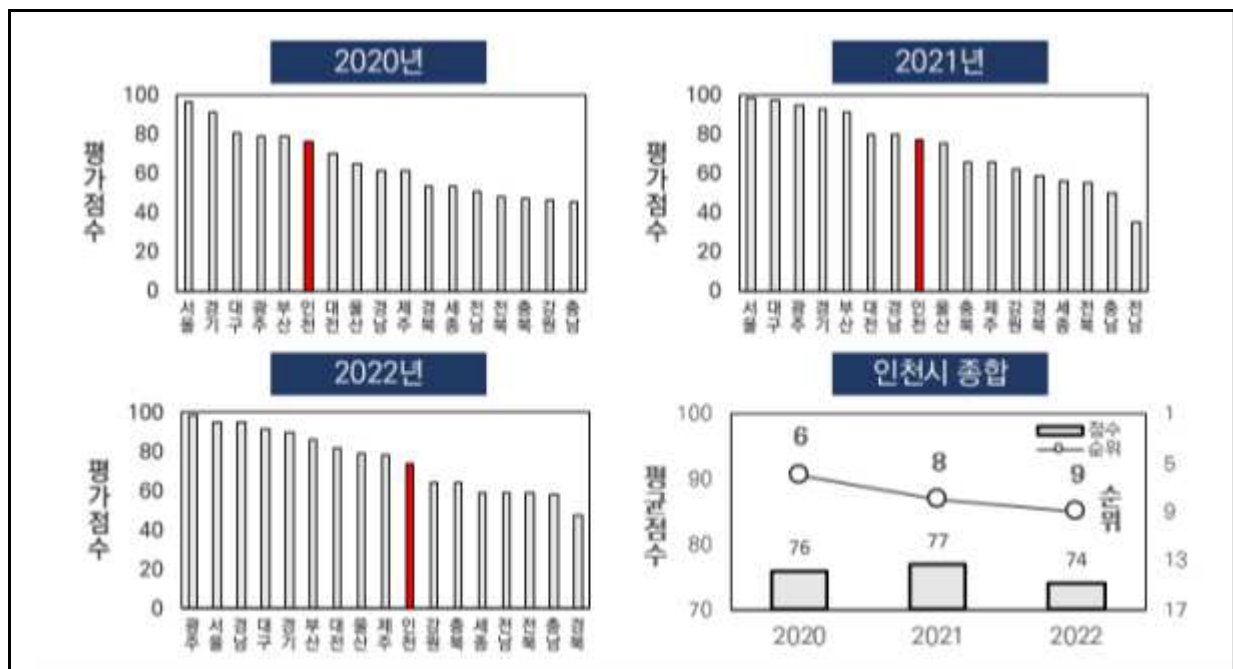 2020년
평가점수
100
80
60
40
20
0
서울 경기 대구 광주 부산 인천 대전 울산 경남 제주 경북 세종 전남 전북 충북 강원 충남
2021년
평가점수
100
80
60
40
20
0
서울 대구 광주 경기 부산 대전 경남 인천 울산 충북 제주 강원 경북 세종 전북 충남 전남
2022년
평가점수
100
80
60
40
20
0
광주 서울 경남 대구 경기 부산 대전 울산 제주 인천 강원 충북 세종 전남 전북 충남 경북
인천시 종합
평균점수
100
90
80
70
점수
순위
6
8
9
76
77
74
순위
1
5
9
13
17
2020 2021 2022